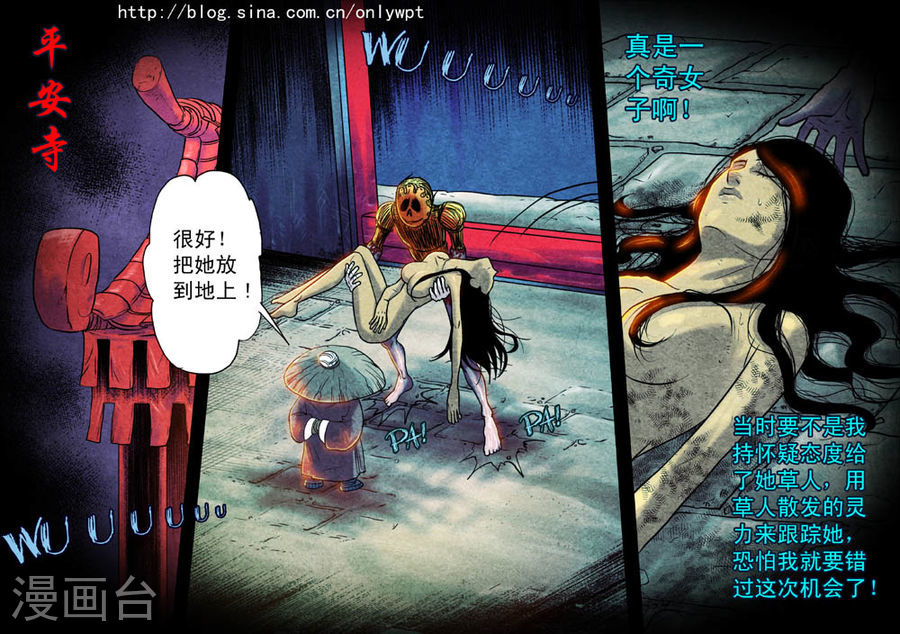 http://blog.sina.com.cn/onlywpt
平安寺
WUUUUUU
很好！
把她放
到地上！
PA!
PA!
WUUUUUUU
真是一
个奇女
子啊！
当时要不是我
持怀疑态度给
了她草人，用
草人散发的灵
力来跟踪她，
恐怕我就要错
过这次机会了！
漫画台